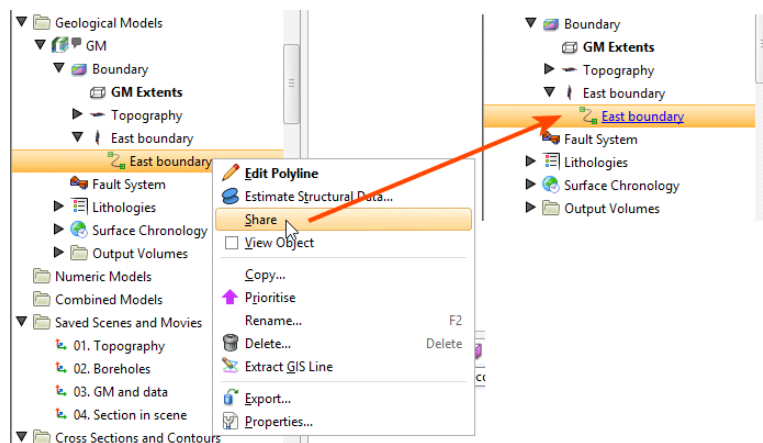 Geological Models
GM
Boundary
GM Extents
Topography
East boundary
East boundary
Fault System
Lithologies
Surface Chronology
Output Volumes
Numeric Models
Combined Models
Saved Scenes and Movies
01. Topography
02. Boreholes
03. GM and data
04. Section in scene
Cross Sections and Contours
Edit Polyline
Estimate Structural Data...
Share
View Object
Copy...
Prioritise
Rename... F2
Delete... Delete
Extract GIS Line
Export...
Properties...
Boundary
GM Extents
Topography
East boundary
East boundary
Fault System
Lithologies
Surface Chronology
Output Volumes